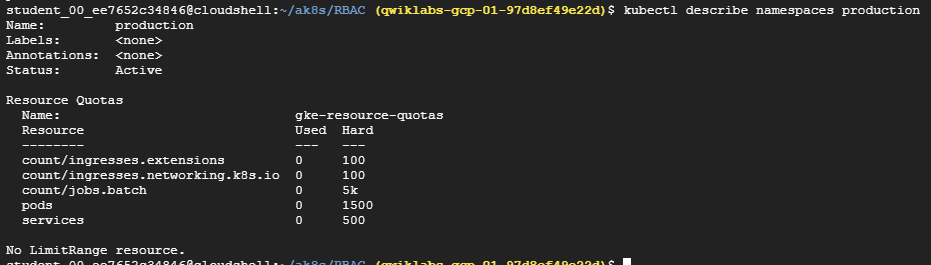 student_00_ee7652c34846@cloudshell:~/ak8s/RBAC (qwiklabs-gcp-01-97d8ef49e22d)$ kubectl describe namespaces production
Name: production
Labels: <none>
Annotations: <none>
Status: Active
Resource Quotas
Name: gke-resource-quotas
Resource Used Hard
-------- --- ---
count/ingresses.extensions 0 100
count/ingresses.networking.k8s.io 0 100
count/jobs.batch 0 5k
pods 0 1500
services 0 500
No LimitRange resource.
student_00_ee7652c34846@cloudshell:~/ak8s/RBAC (qwiklabs-gcp-01-97d8ef49e22d)$